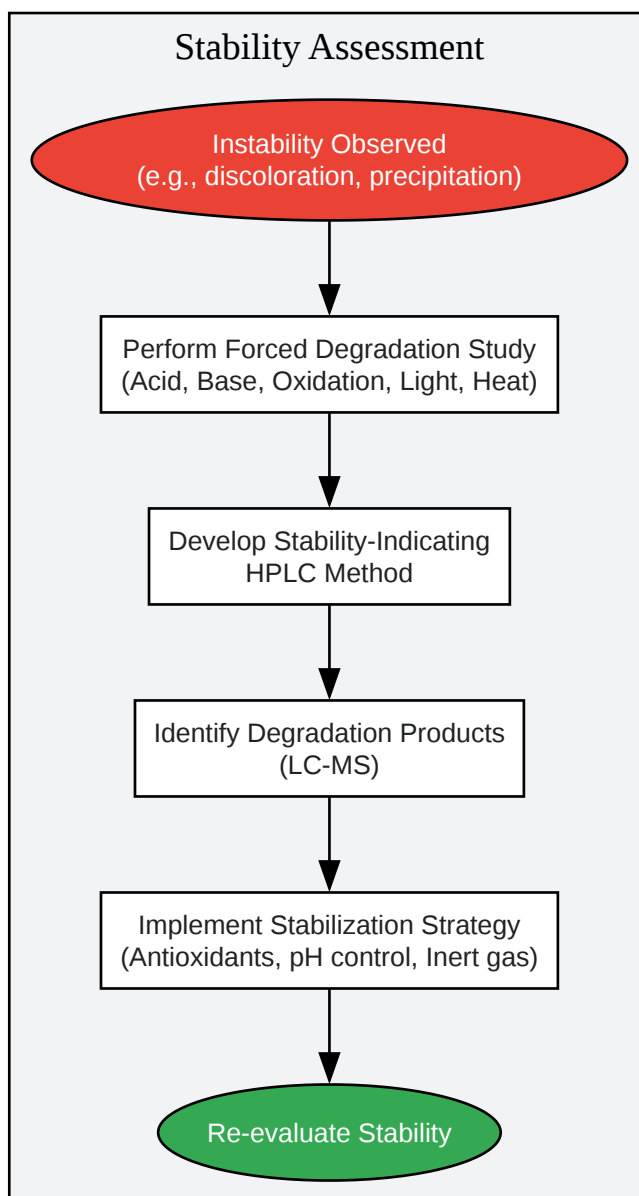 Stability Assessment
Instability Observed
(e.g., discoloration, precipitation)
Perform Forced Degradation Study
(Acid, Base, Oxidation, Light, Heat)
Develop Stability-Indicating
HPLC Method
Identify Degradation Products
(LC-MS)
Implement Stabilization Strategy
(Antioxidants, pH control, Inert gas)
Re-evaluate Stability